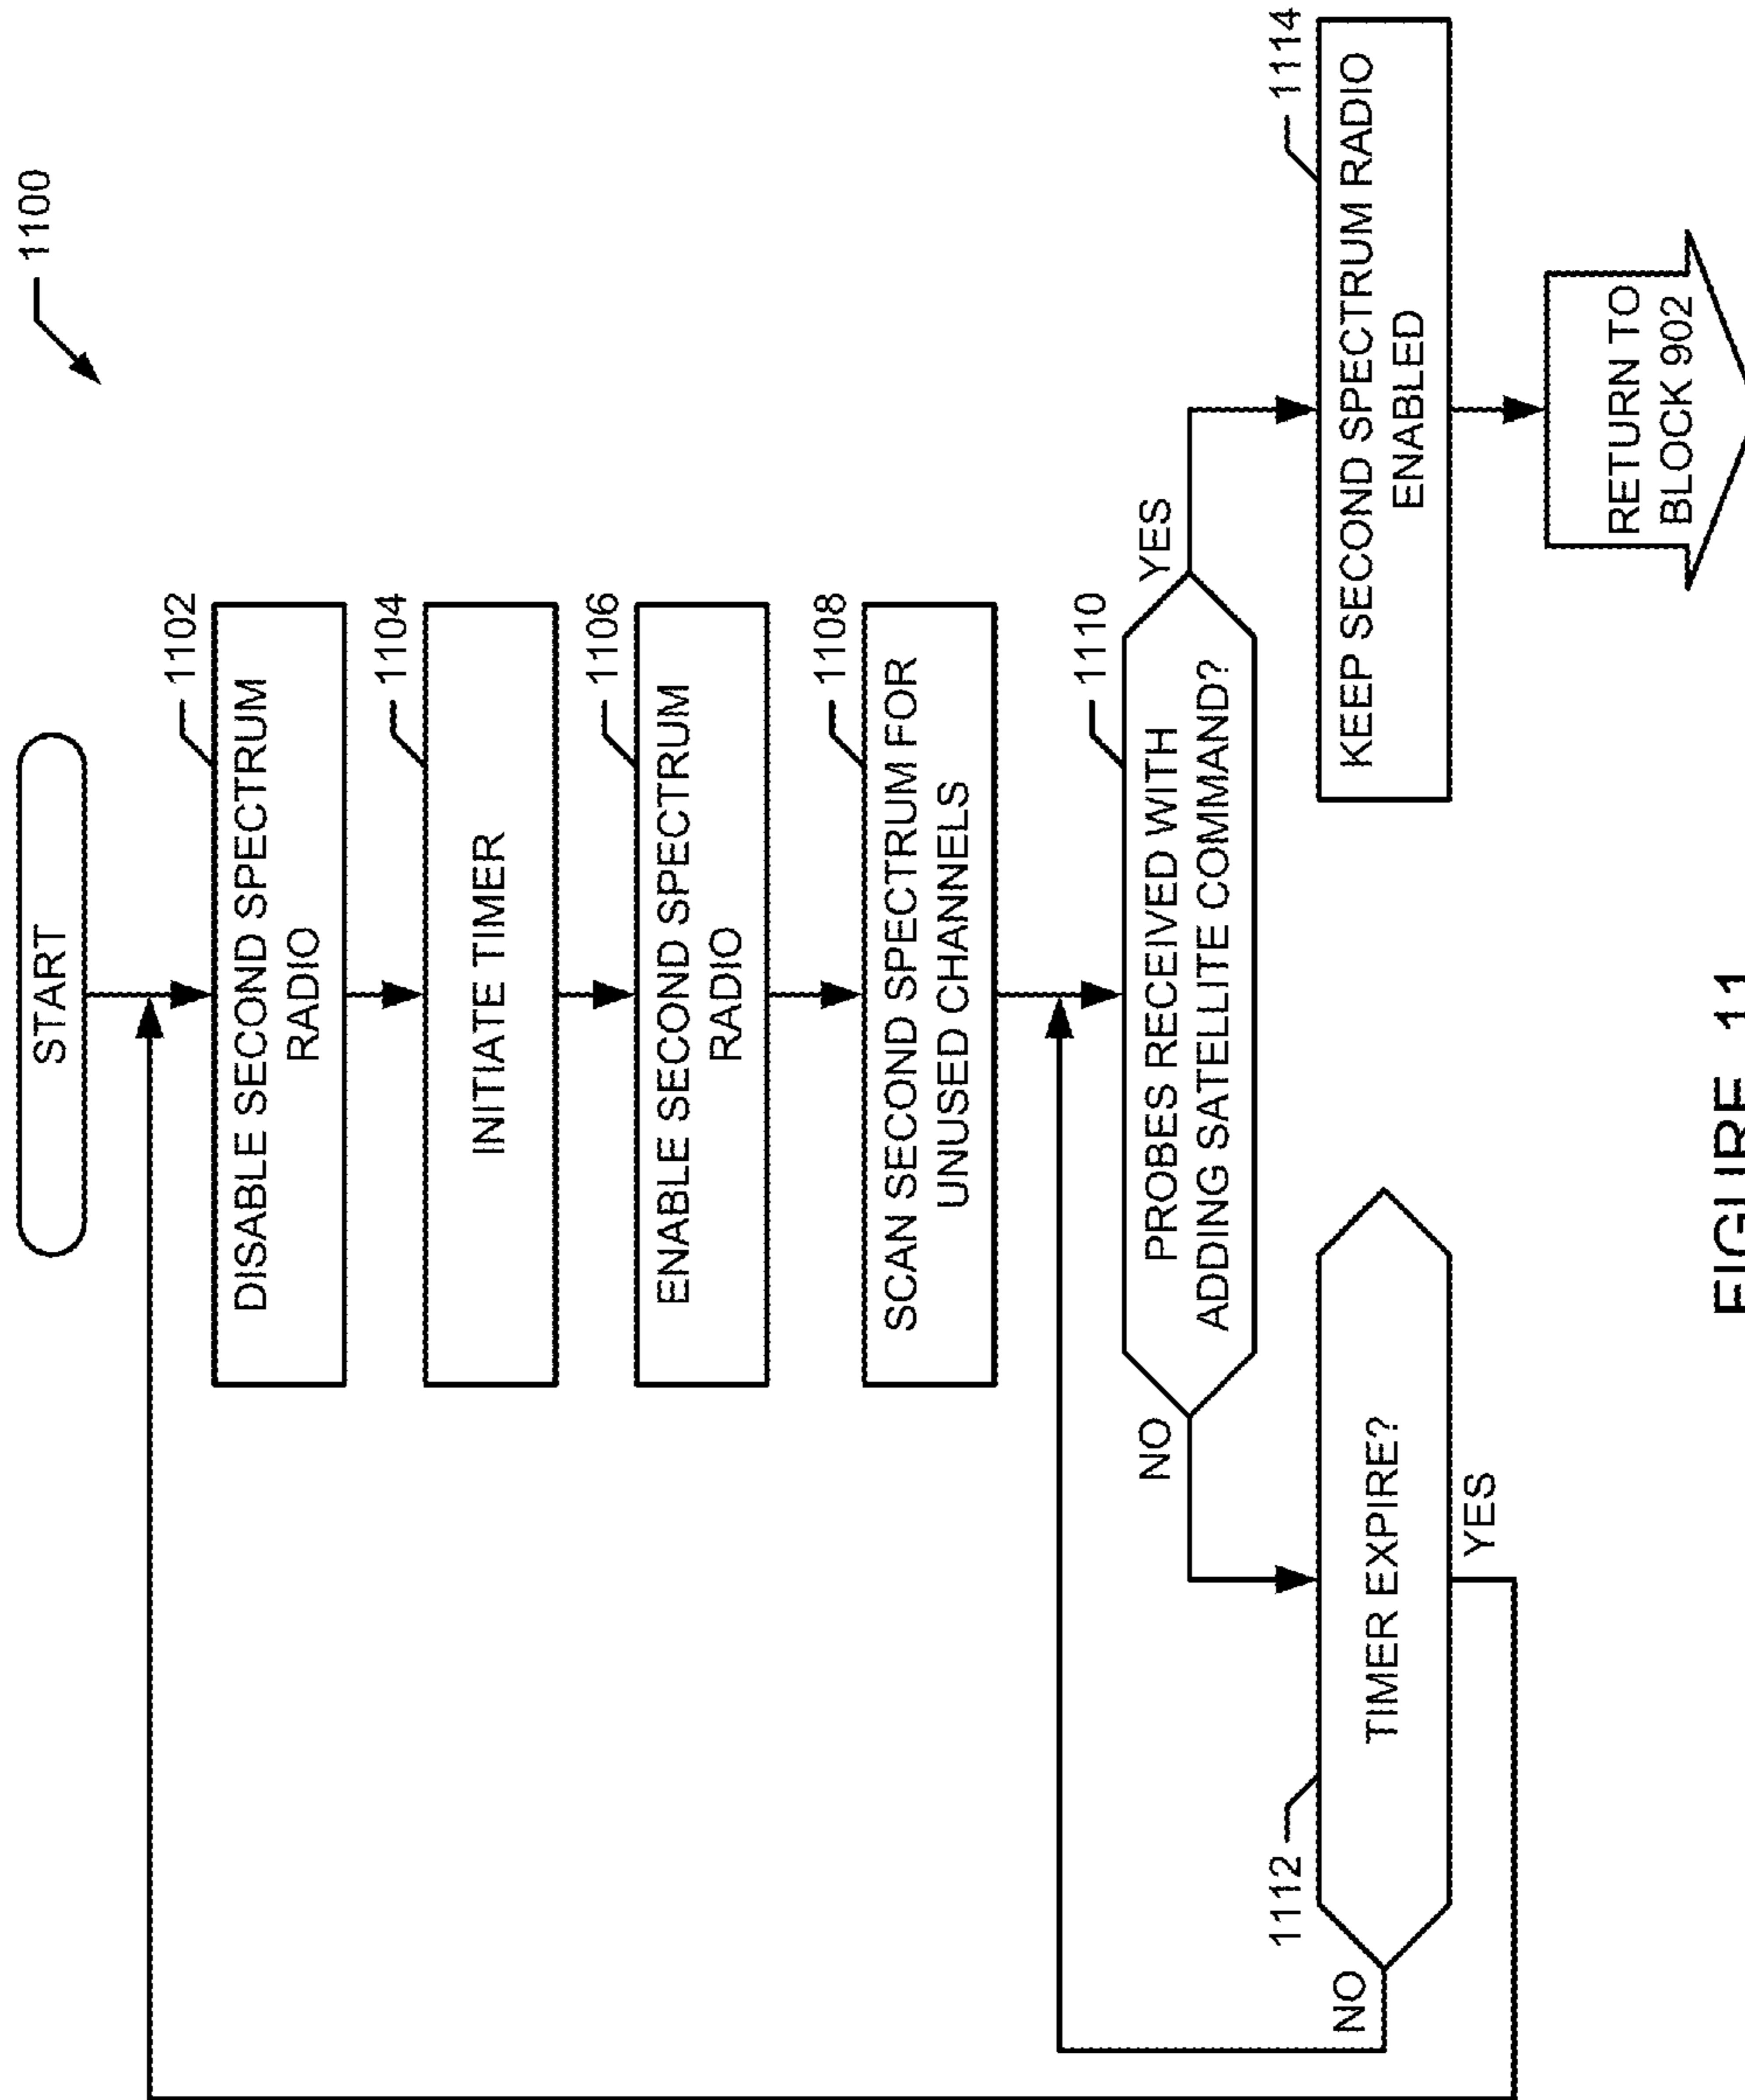 1100
START
1102
DISABLE SECOND SPECTRUM
RADIO
1104
INITIATE TIMER
1106
ENABLE SECOND SPECTRUM
RADIO
1108
SCAN SECOND SPECTRUM FOR
UNUSED CHANNELS
1110
PROBES RECEIVED WITH
ADDING SATELLITE COMMAND?
NO
YES
1112
TIMER EXPIRE?
NO
YES
1114
KEEP SECOND SPECTRUM RADIO
ENABLED
RETURN TO
BLOCK 902
FIGURE 11